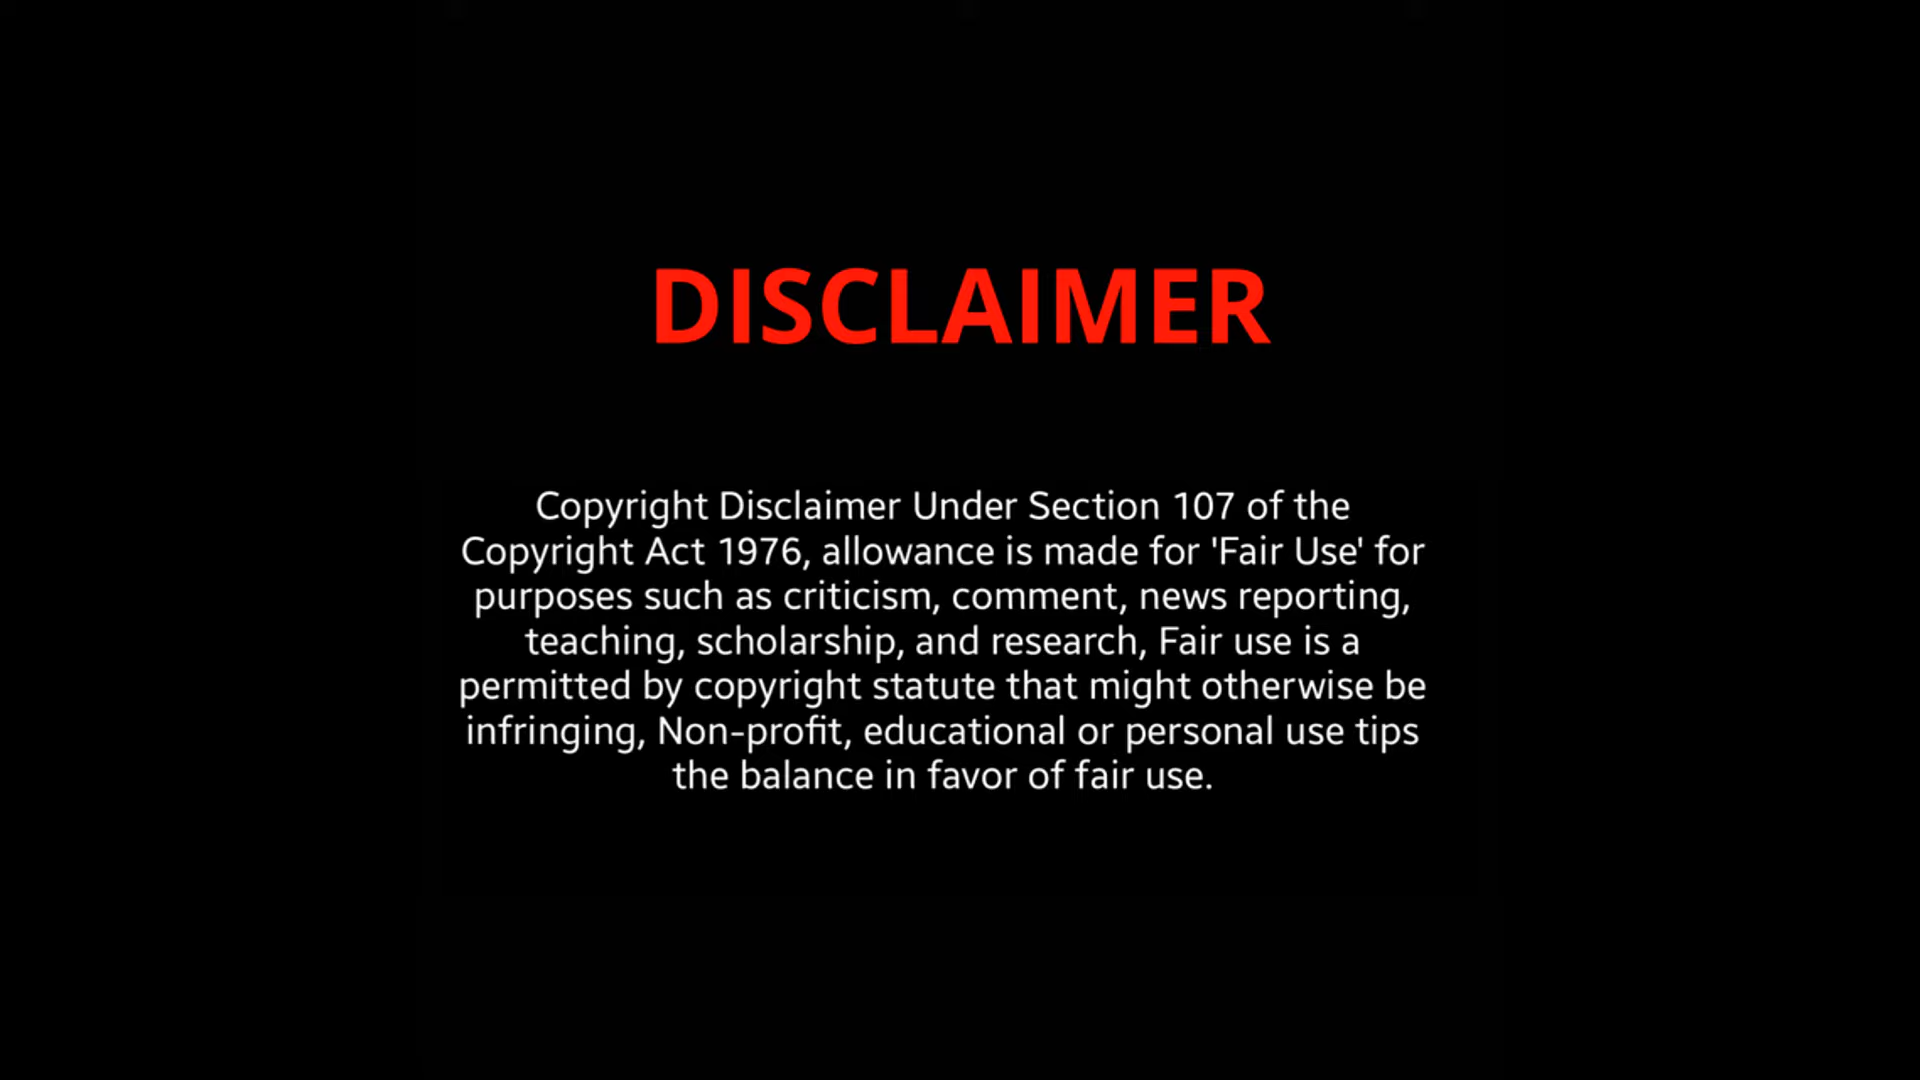 DISCLAIMER
Copyright Disclaimer Under Section 107 of the
Copyright Act 1976, allowance is made for 'Fair Use' for
purposes such as criticism, comment, news reporting,
teaching, scholarship, and research, Fair use is a
permitted by copyright statute that might otherwise be
infringing, Non-profit, educational or personal use tips
the balance in favor of fair use.